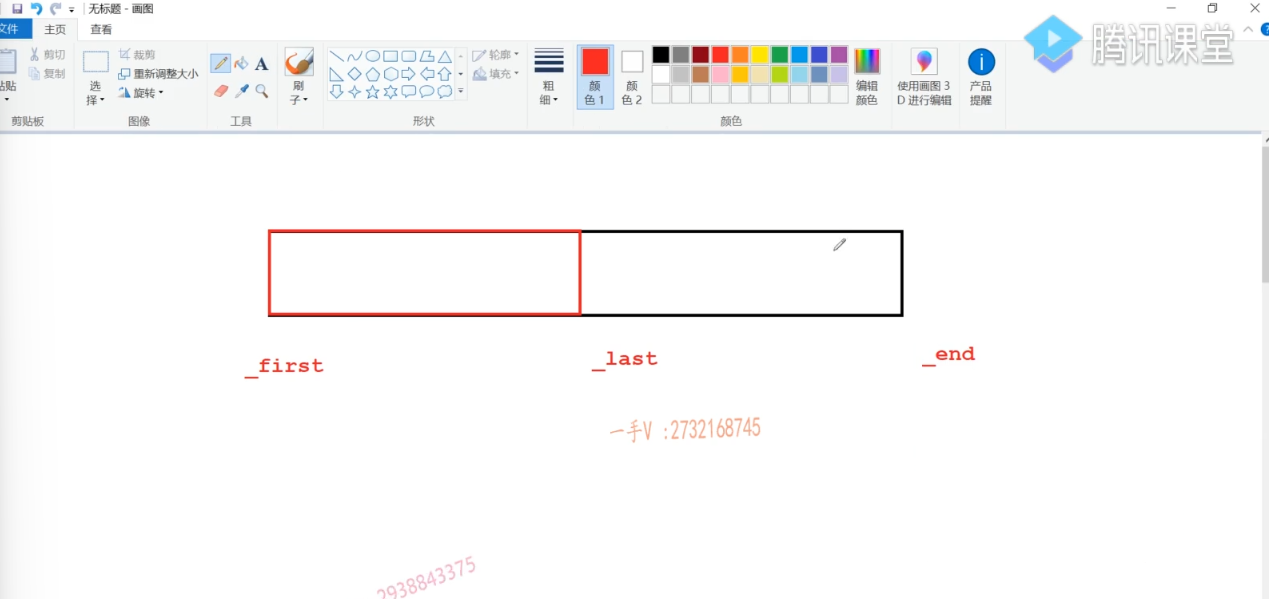 无标题 - 画图
文件 主页 查看
粘贴 剪切 复制 剪贴板
选择 裁剪 重新调整大小 旋转 图像
A 工具
刷子
轮廓 填充 形状
粗细
颜色 1 颜色 2 编辑颜色 颜色
使用画图 3D 进行编辑
产品提醒
腾讯课堂
_first _last _end
一手V :2732168745
2938843375